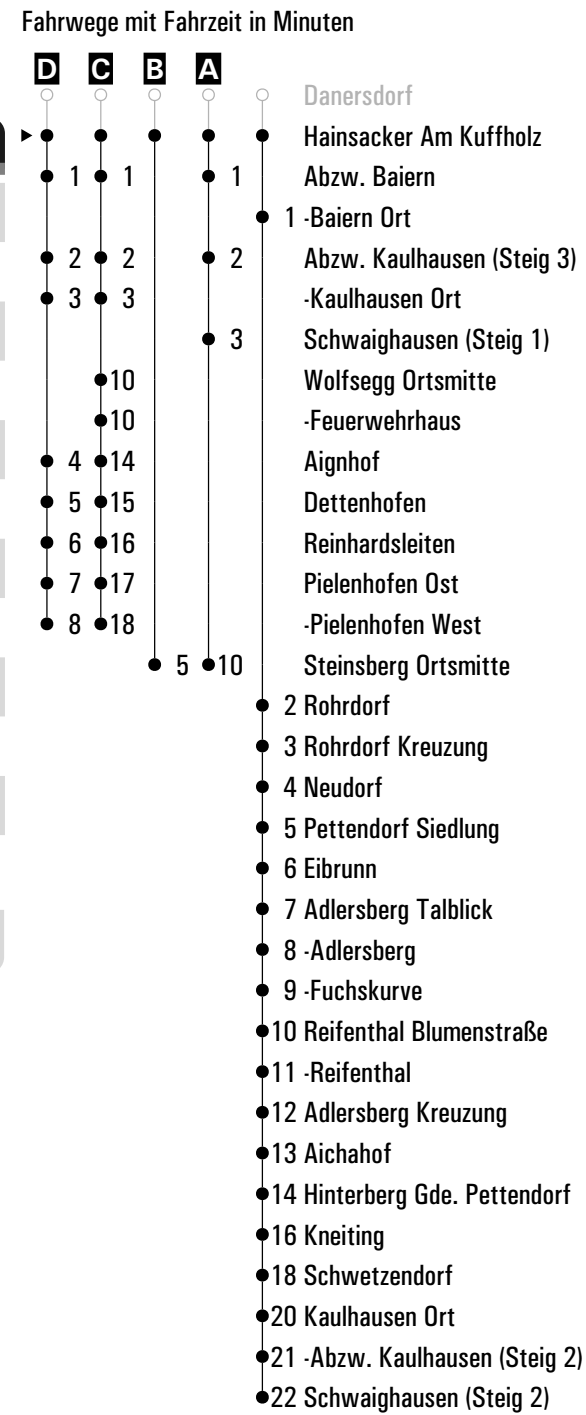 Fahrwege mit Fahrzeit in Minuten
D C B A
Danersdorf
Hainsacker Am Kuffholz
1 1 1 Abzw. Baiern
1 -Baiern Ort
2 2 2 Abzw. Kaulhausen (Steig 3)
3 3 -Kaulhausen Ort
3 Schwaighausen (Steig 1)
10 Wolfsegg Ortsmitte
10 -Feuerwehrhaus
4 14 Aignhof
5 15 Dettenhofen
6 16 Reinhardsleiten
7 17 Pielenhofen Ost
8 18 -Pielenhofen West
5 10 Steinsberg Ortsmitte
2 Rohrdorf
3 Rohrdorf Kreuzung
4 Neudorf
5 Pettendorf Siedlung
6 Eibrunn
7 Adlersberg Talblick
8 -Adlersberg
9 -Fuchskurve
10 Reifenthal Blumenstraße
11 -Reifenthal
12 Adlersberg Kreuzung
13 Aichahof
14 Hinterberg Gde. Pettendorf
16 Kneiting
18 Schwetzendorf
20 Kaulhausen Ort
21 -Abzw. Kaulhausen (Steig 2)
22 Schwaighausen (Steig 2)